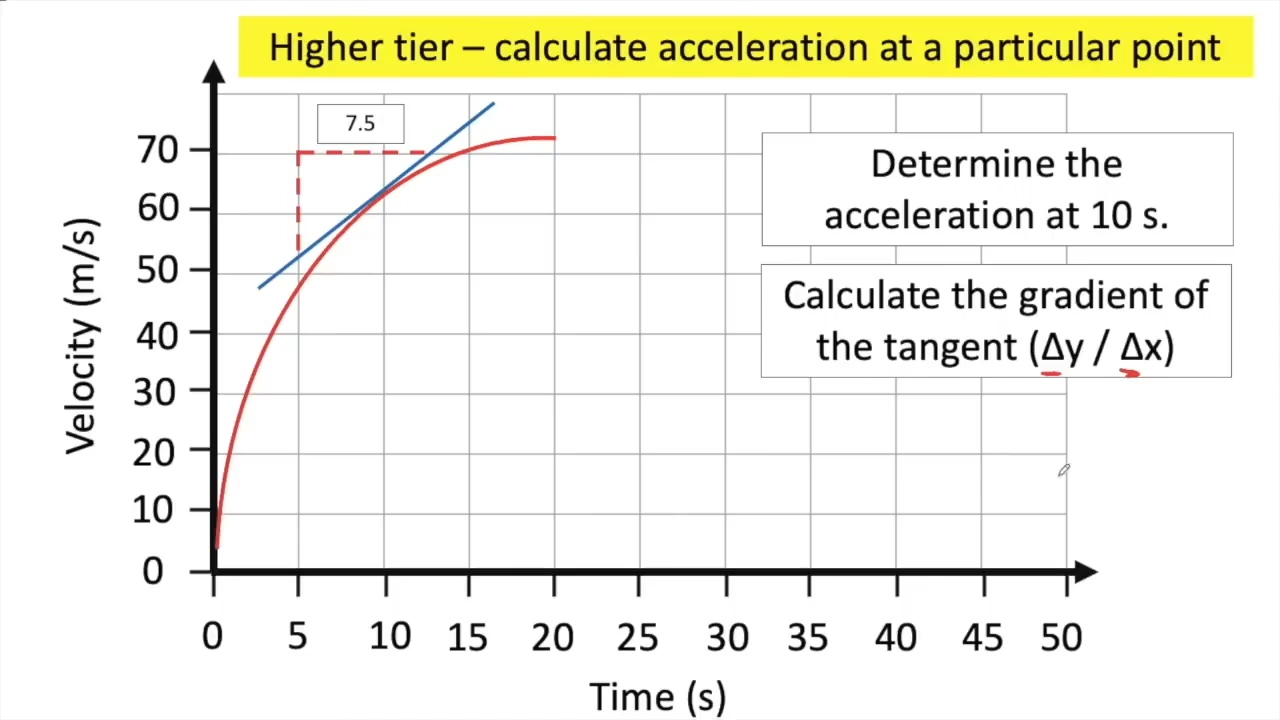 Higher tier – calculate acceleration at a particular point
7.5
70
60
50
40
30
20
10
0
Velocity (m/s)
Determine the
acceleration at 10 s.
Calculate the gradient of
the tangent (Δy / Δx)
0 5 10 15 20 25 30 35 40 45 50
Time (s)